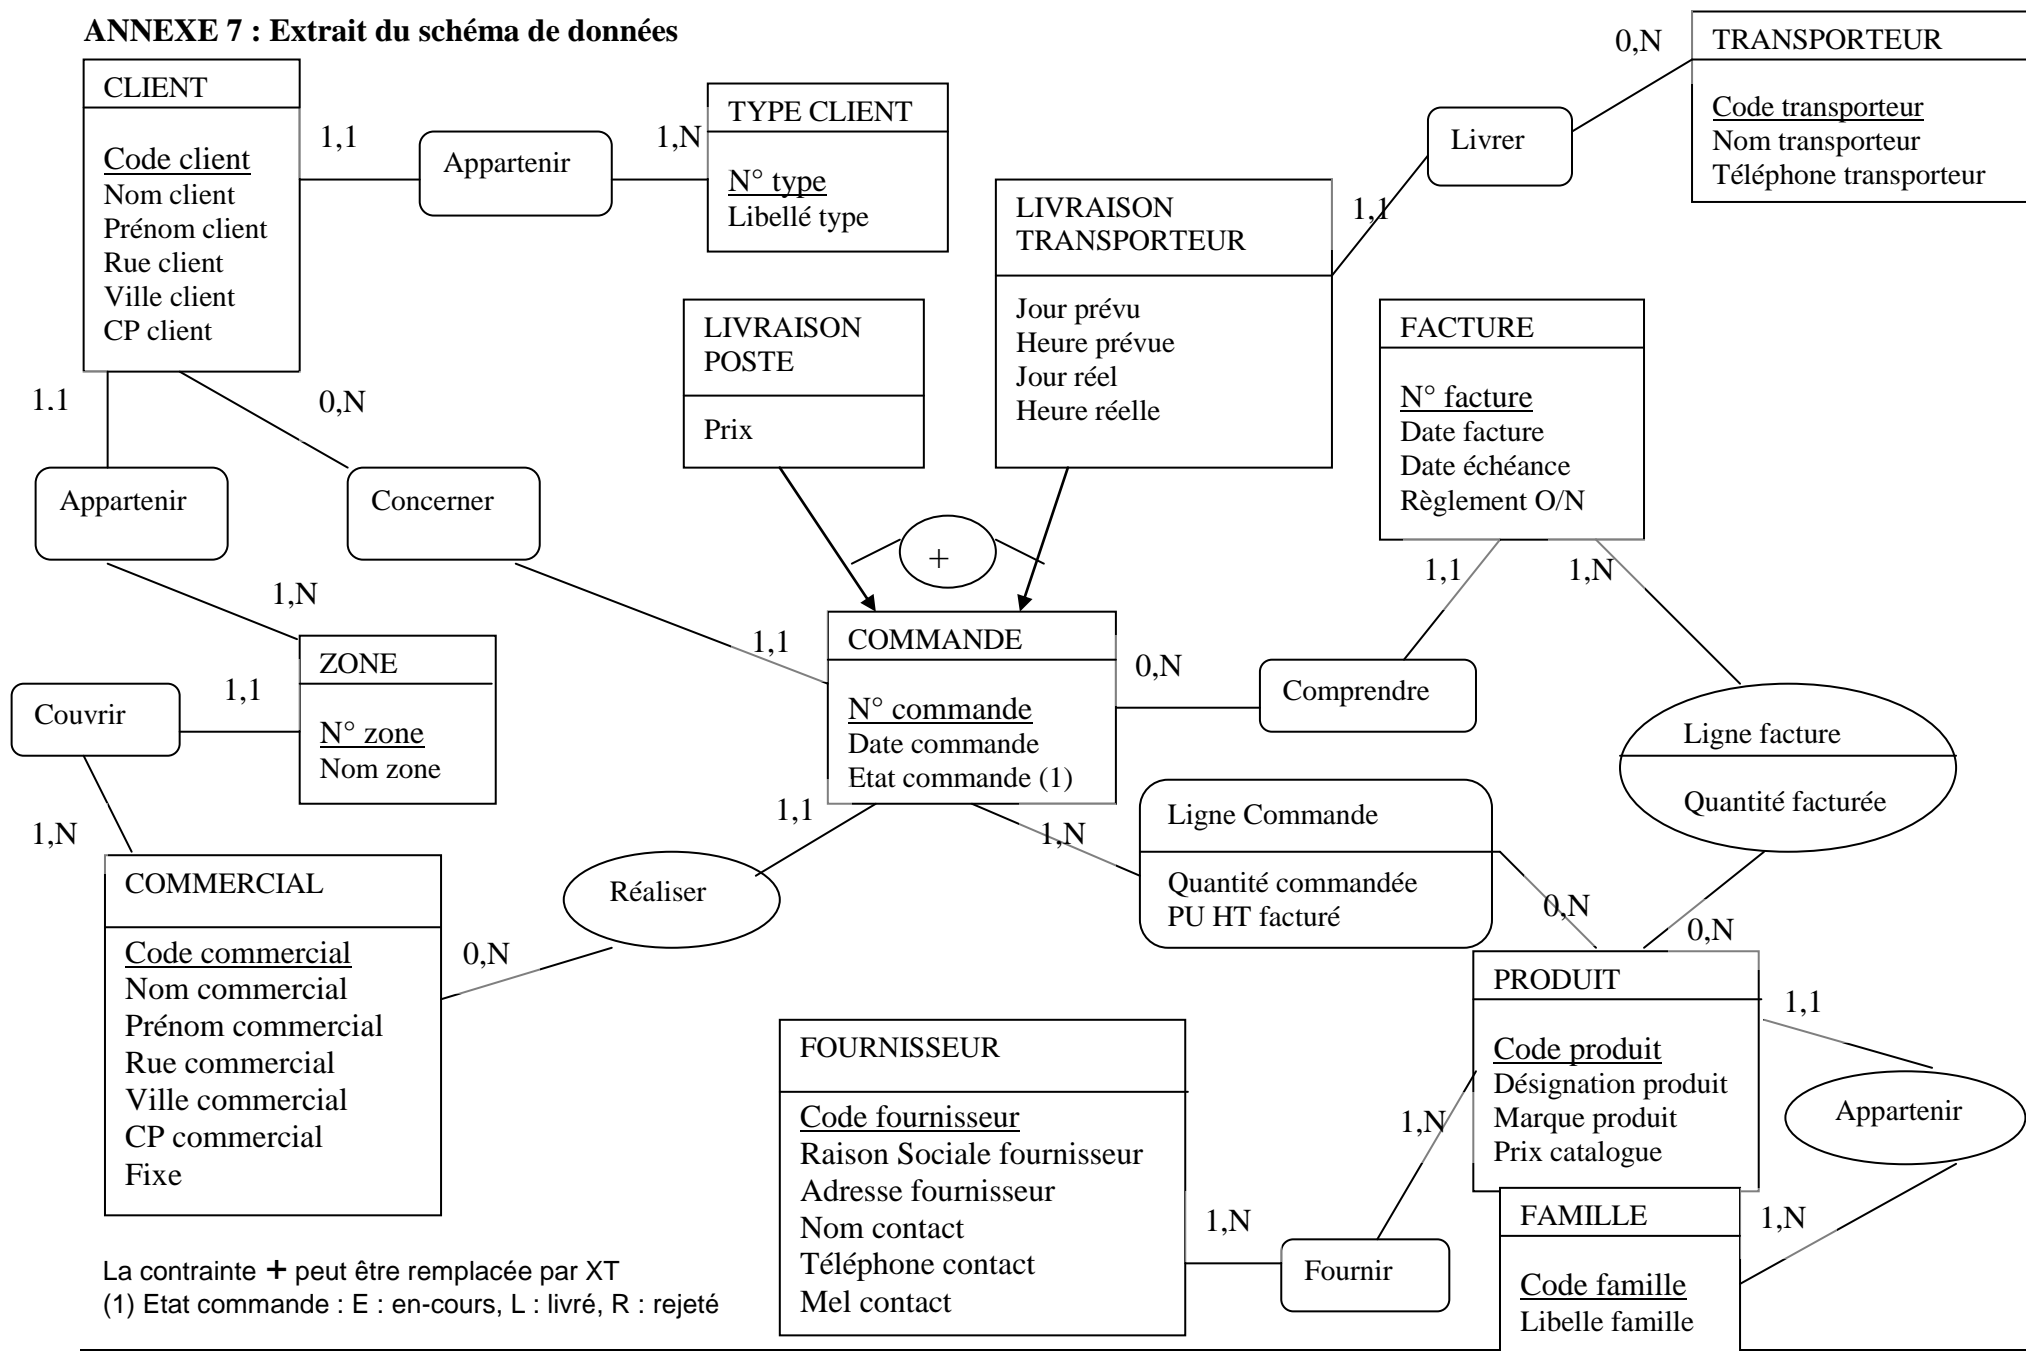 ANNEXE 7 : Extrait du schéma de données
CLIENT
Code client
Nom client
Prénom client
Rue client
Ville client
CP client
1,1
Appartenir
1,N
TYPE CLIENT
N° type
Libellé type
LIVRAISON
TRANSPORTEUR
Jour prévu
Heure prévue
Jour réel
Heure réelle
1,1
Livrer
0,N
TRANSPORTEUR
Code transporteur
Nom transporteur
Téléphone transporteur
LIVRAISON
POSTE
Prix
FACTURE
N° facture
Date facture
Date échéance
Règlement O/N
1.1
0,N
Appartenir
Concerner
+
1,1
1,N
1,N
1,1
ZONE
N° zone
Nom zone
Couvrir
1,1
1,N
COMMANDE
N° commande
Date commande
Etat commande (1)
0,N
Comprendre
Ligne facture
Quantité facturée
1,1
1,N
Ligne Commande
Quantité commandée
PU HT facturé
0,N
0,N
COMMERCIAL
Code commercial
Nom commercial
Prénom commercial
Rue commercial
Ville commercial
CP commercial
Fixe
0,N
Réaliser
PRODUIT
Code produit
Désignation produit
Marque produit
Prix catalogue
1,1
Appartenir
1,N
FOURNISSEUR
Code fournisseur
Raison Sociale fournisseur
Adresse fournisseur
Nom contact
Téléphone contact
Mel contact
1,N
Fournir
1,N
FAMILLE
Code famille
Libelle famille
La contrainte + peut être remplacée par XT
(1) Etat commande : E : en-cours, L : livré, R : rejeté